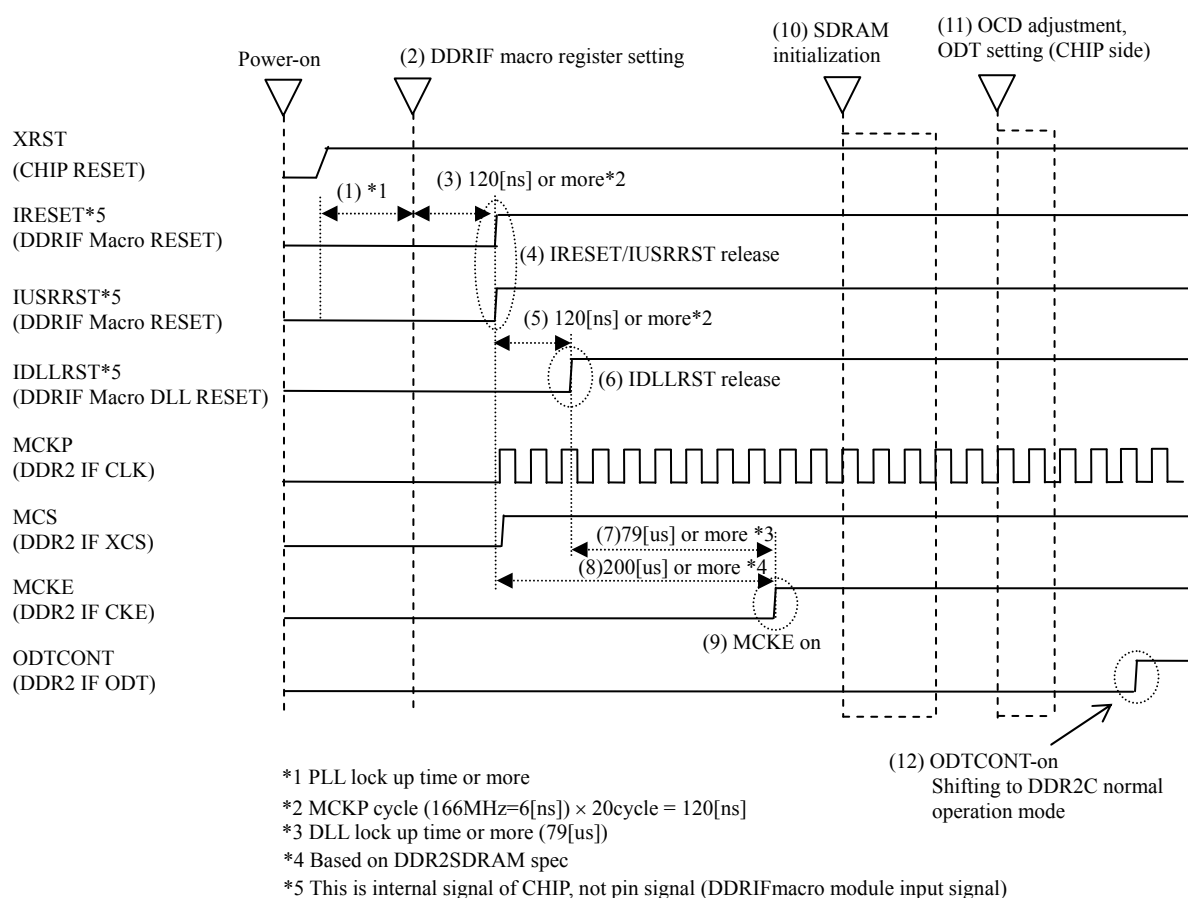 (10) SDRAM
initialization
(11) OCD adjustment,
ODT setting (CHIP side)
Power-on
(2) DDRIF macro register setting
XRST
(CHIP RESET)
(1) *1
(3) 120[ns] or more*2
IRESET*5
(DDRIF Macro RESET)
(4) IRESET/IUSRRST release
IUSRRST*5
(DDRIF Macro RESET)
(5) 120[ns] or more*2
IDLLRST*5
(DDRIF Macro DLL RESET)
(6) IDLLRST release
MCKP
(DDR2 IF CLK)
MCS
(DDR2 IF XCS)
(7)79[us] or more *3
(8)200[us] or more *4
MCKE
(DDR2 IF CKE)
(9) MCKE on
ODTCONT
(DDR2 IF ODT)
(12) ODTCONT-on
Shifting to DDR2C normal
operation mode
*1 PLL lock up time or more
*2 MCKP cycle (166MHz=6[ns]) × 20cycle = 120[ns]
*3 DLL lock up time or more (79[us])
*4 Based on DDR2SDRAM spec
*5 This is internal signal of CHIP, not pin signal (DDRIFmacro module input signal)